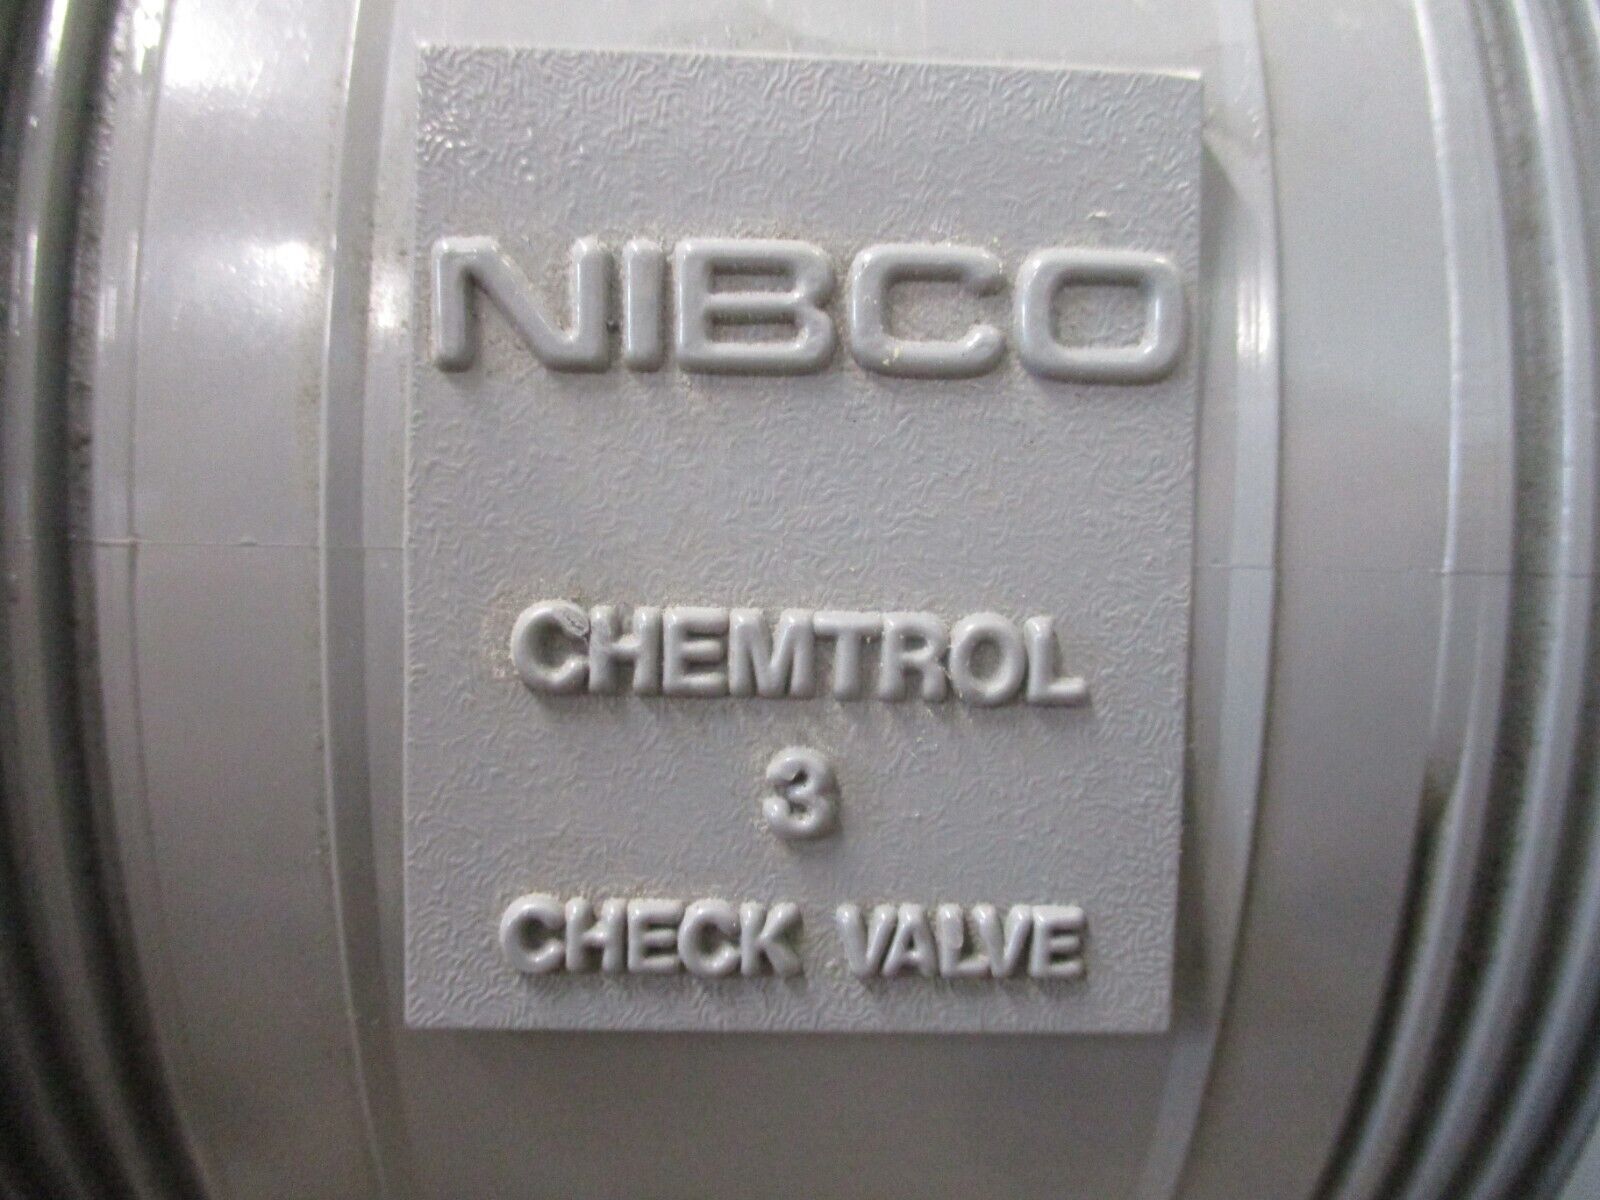 NIBCO
CHEMTROL
3
CHECK VALVE